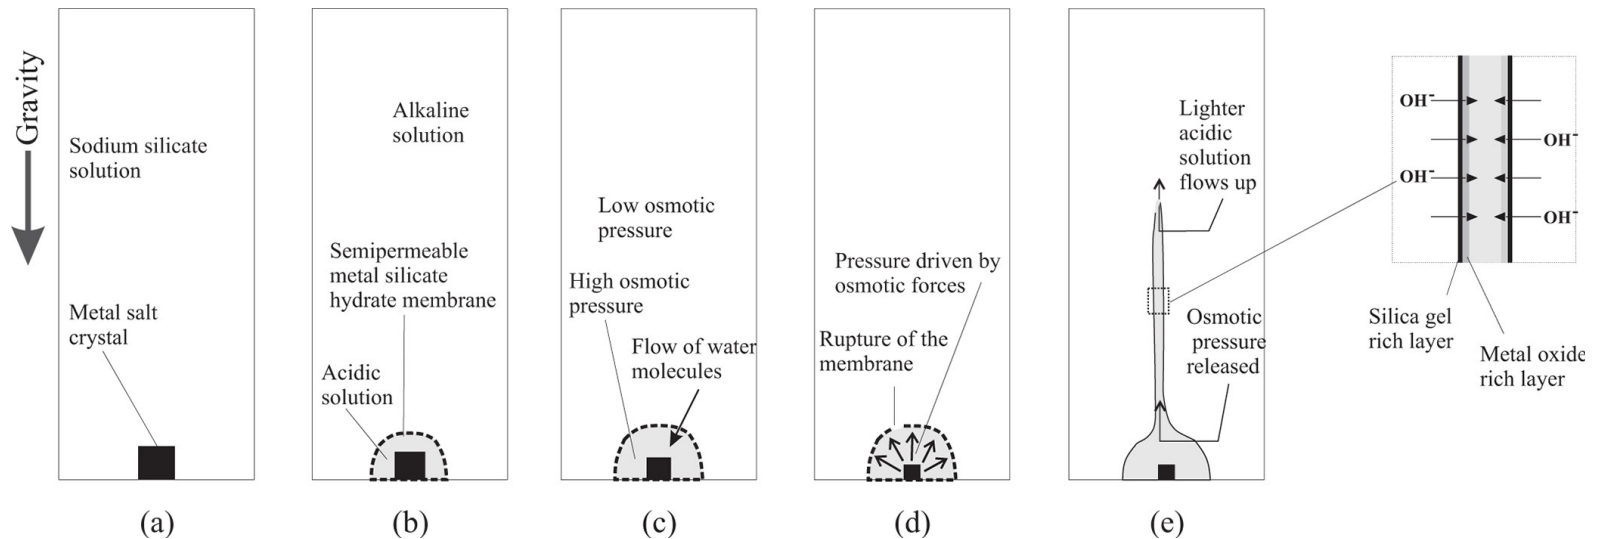 Gravity
Sodium silicate
solution
Metal salt
crystal
(a)
Alkaline
solution
Semipermeable
metal silicate
hydrate membrane
Acidic
solution
(b)
Low osmotic
pressure
High osmotic
pressure
Flow of water
molecules
(c)
Pressure driven by
osmotic forces
Rupture of the
membrane
(d)
Lighter
acidic
solution
flows up
Osmotic
pressure
released
(e)
OH-
OH-
OH-
OH-
Silica gel
rich layer
Metal oxide
rich layer